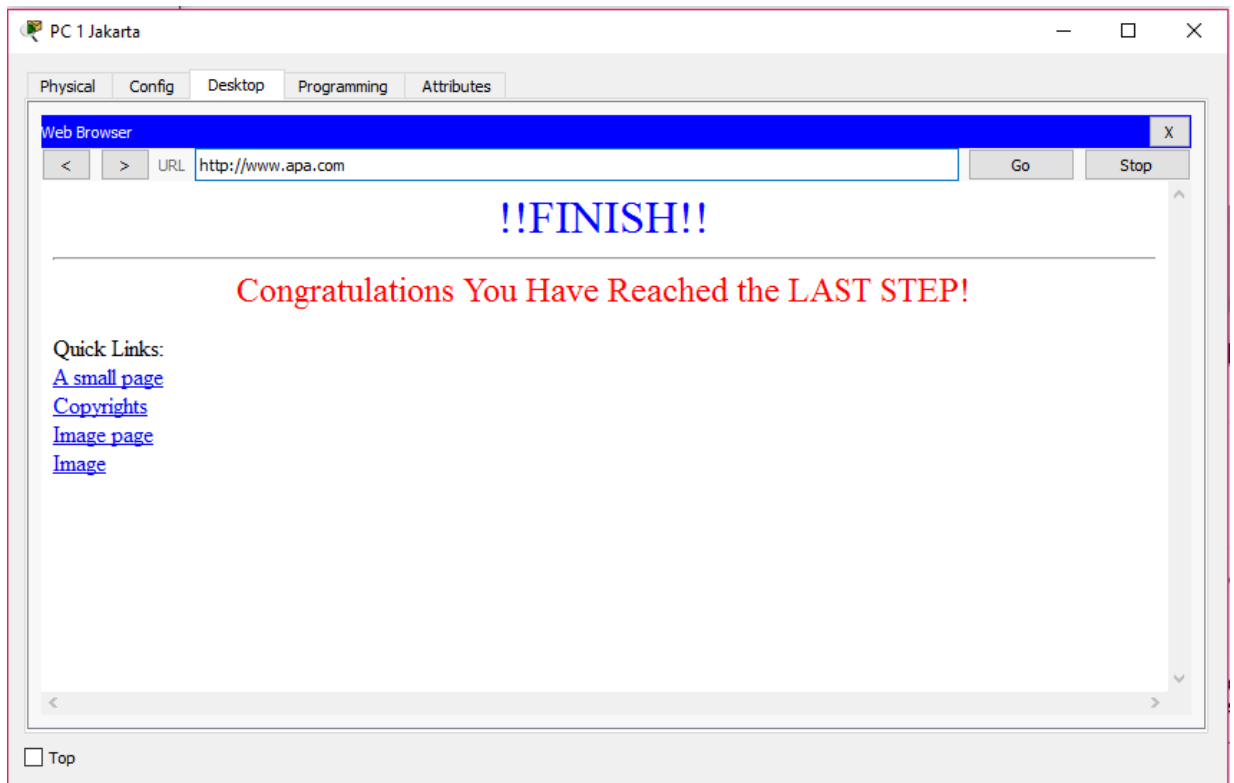 PC 1 Jakarta
Physical Config Desktop Programming Attributes
Web Browser X
< > URL http://www.apa.com Go Stop
!!FINISH!!
Congratulations You Have Reached the LAST STEP!
Quick Links:
A small page
Copyrights
Image page
Image
Top